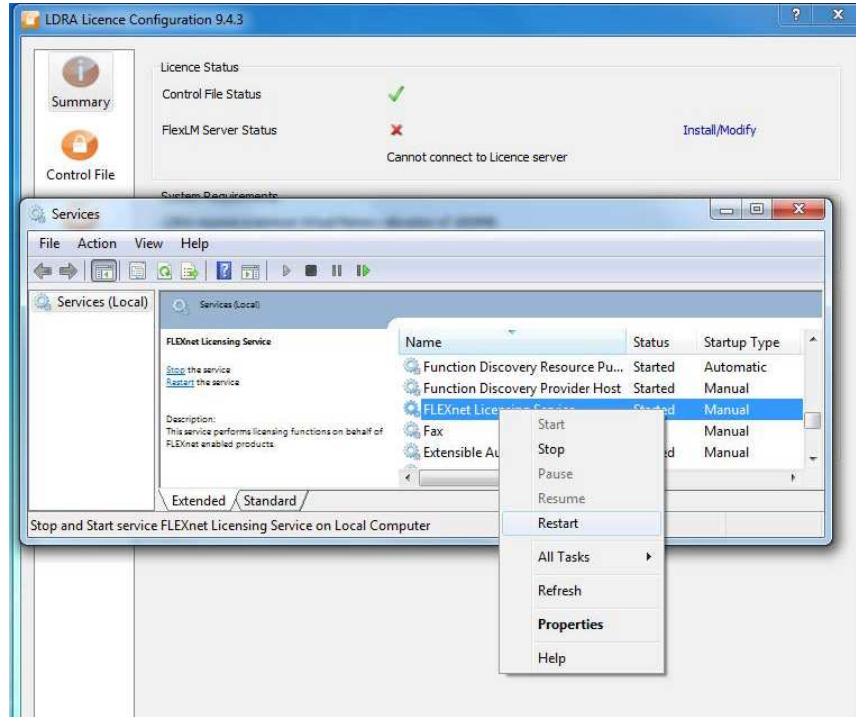 LDRA Licence Configuration 9.4.3
Summary
Control File
Licence Status
Control File Status
FlexLM Server Status
Install/Modify
Cannot connect to Licence server
System Requirements
Services
File Action View Help
Services (Local)
Services (Local)
FLEXnet Licensing Service
Stop the service
Restart the service
Description:
This service performs licensing functions on behalf of
FLEXnet enabled products.
Name Status Startup Type
Function Discovery Resource Pu... Started Automatic
Function Discovery Provider Host Started Manual
FLEXnet Licensing Service Started Manual
Fax Manual
Extensible Au Manual
Start
Stop
Pause
Resume
Restart
All Tasks
Refresh
Properties
Help
Extended Standard
Stop and Start service FLEXnet Licensing Service on Local Computer